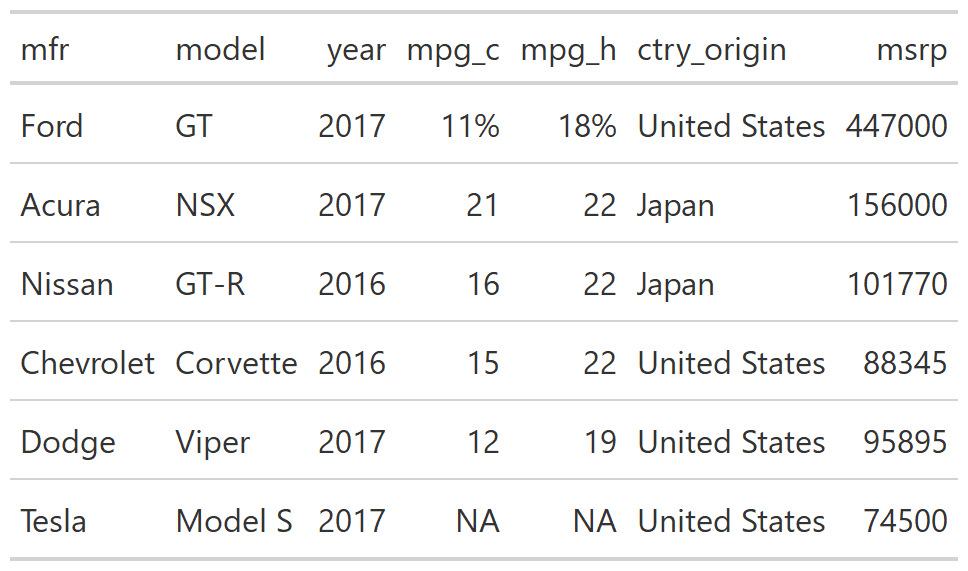 mfr model year mpg_c mpg_h ctry_origin msrp
Ford GT 2017 11% 18% United States 447000
Acura NSX 2017 21 22 Japan 156000
Nissan GT-R 2016 16 22 Japan 101770
Chevrolet Corvette 2016 15 22 United States 88345
Dodge Viper 2017 12 19 United States 95895
Tesla Model S 2017 NA NA United States 74500